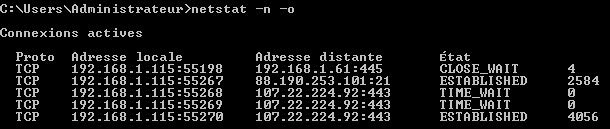 C:\Users\Administrateur>netstat -n -o
Connexions actives
Proto Adresse locale Adresse distante État
TCP 192.168.1.115:55198 192.168.1.61:445 CLOSE_WAIT 4
TCP 192.168.1.115:55267 88.190.253.101:21 ESTABLISHED 2584
TCP 192.168.1.115:55268 107.22.224.92:443 TIME_WAIT 0
TCP 192.168.1.115:55269 107.22.224.92:443 TIME_WAIT 0
TCP 192.168.1.115:55270 107.22.224.92:443 ESTABLISHED 4056